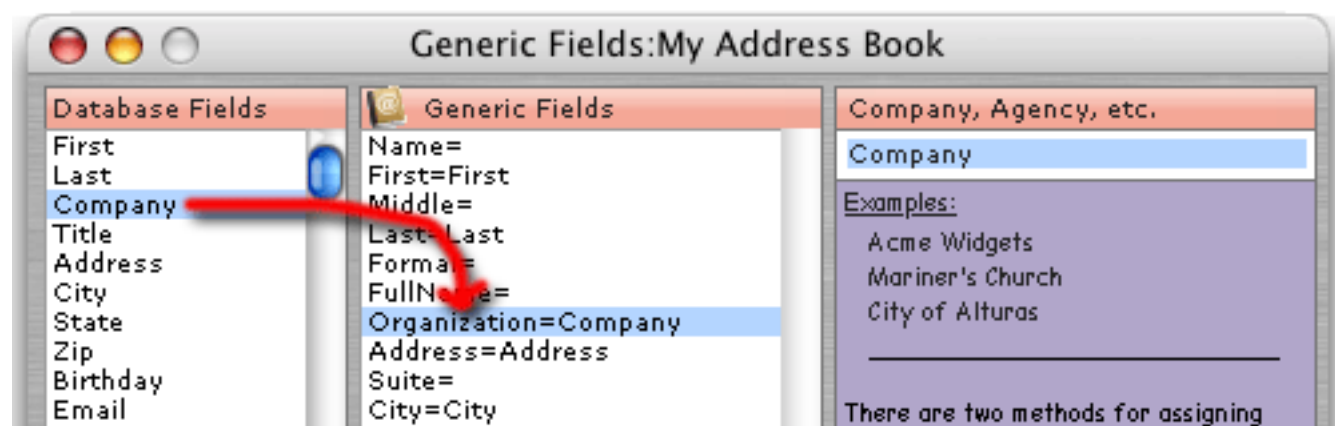 Generic Fields:My Address Book
Database Fields
First
Last
Company
Title
Address
City
State
Zip
Birthday
Email
Generic Fields
Name=
First=First
Middle=
Last=Last
Formal=
FullName=
Organization=Company
Address=Address
Suite=
City=City
Company, Agency, etc.
Company
Examples:
Acme Widgets
Mariner's Church
City of Alturas
There are two methods for assigning